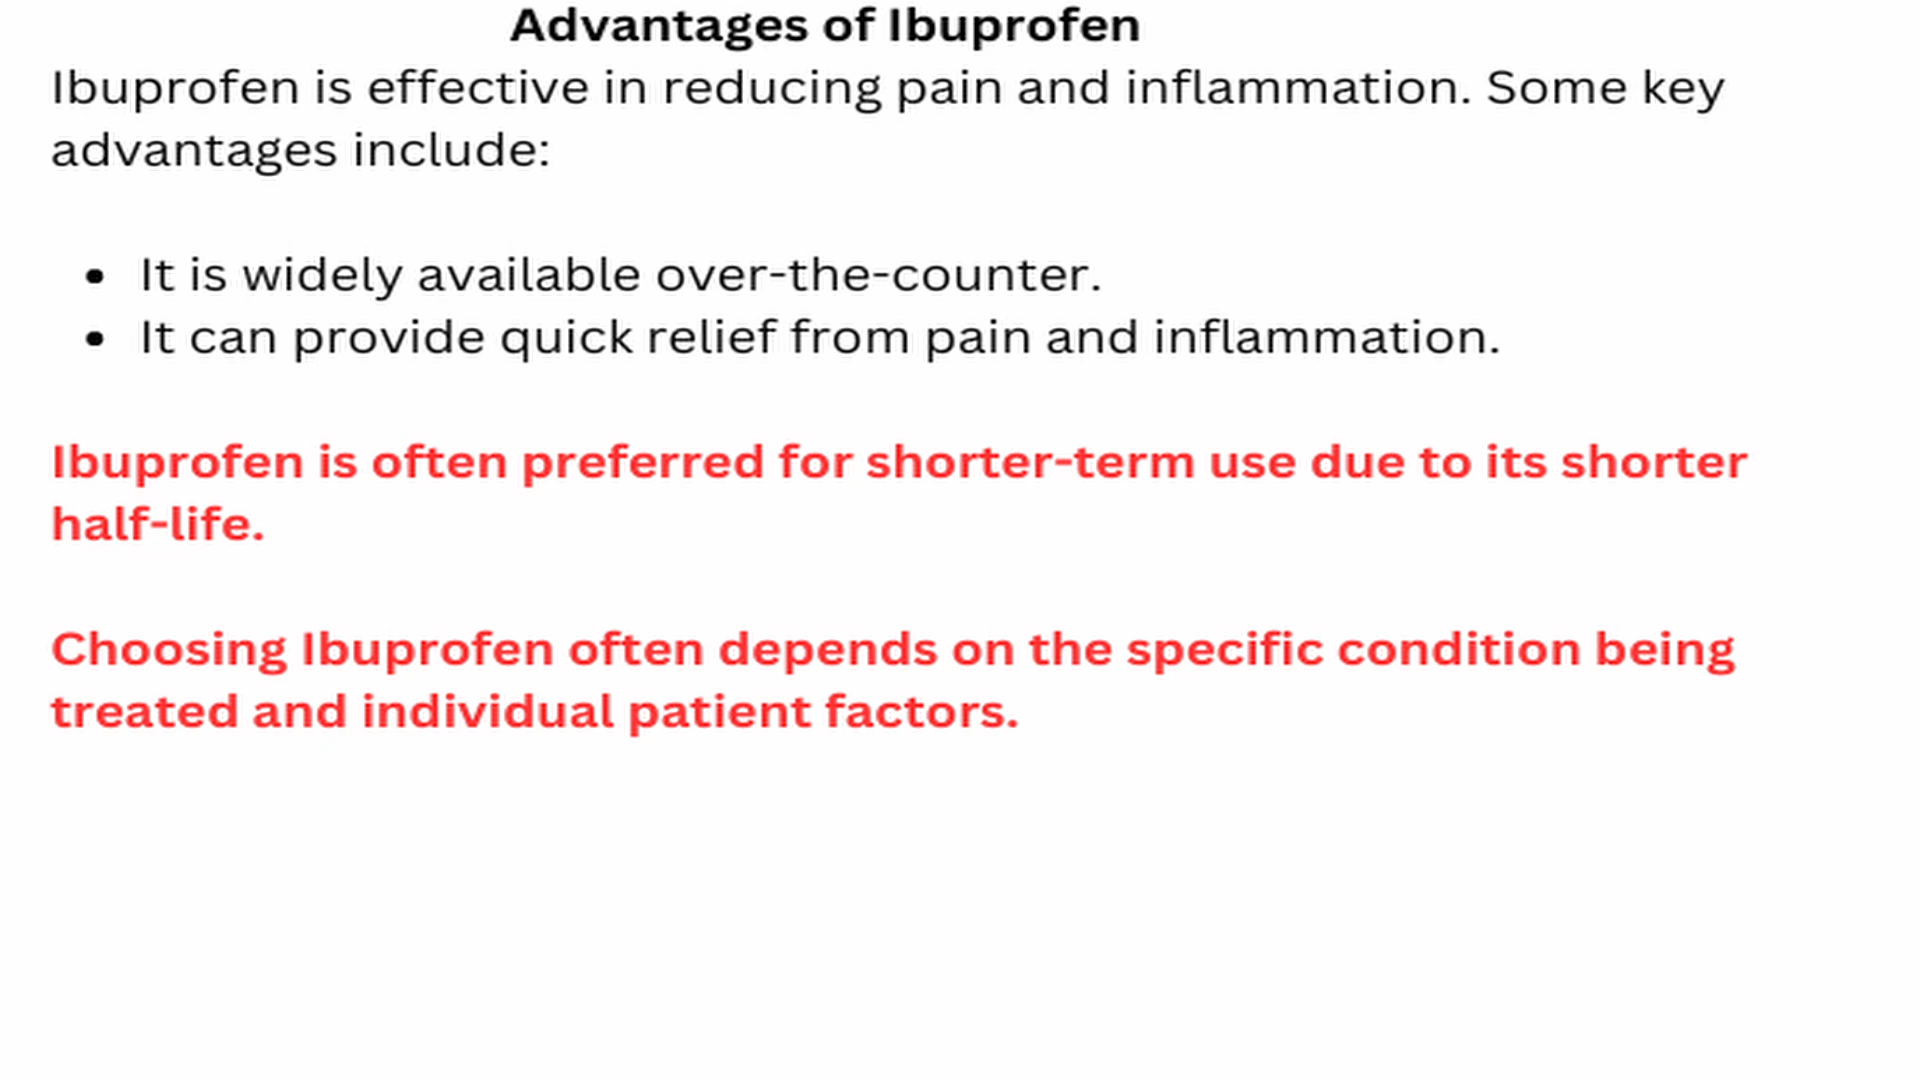 Advantages of Ibuprofen
Ibuprofen is effective in reducing pain and inflammation. Some key
advantages include:
• It is widely available over-the-counter.
• It can provide quick relief from pain and inflammation.
Ibuprofen is often preferred for shorter-term use due to its shorter
half-life.
Choosing Ibuprofen often depends on the specific condition being
treated and individual patient factors.